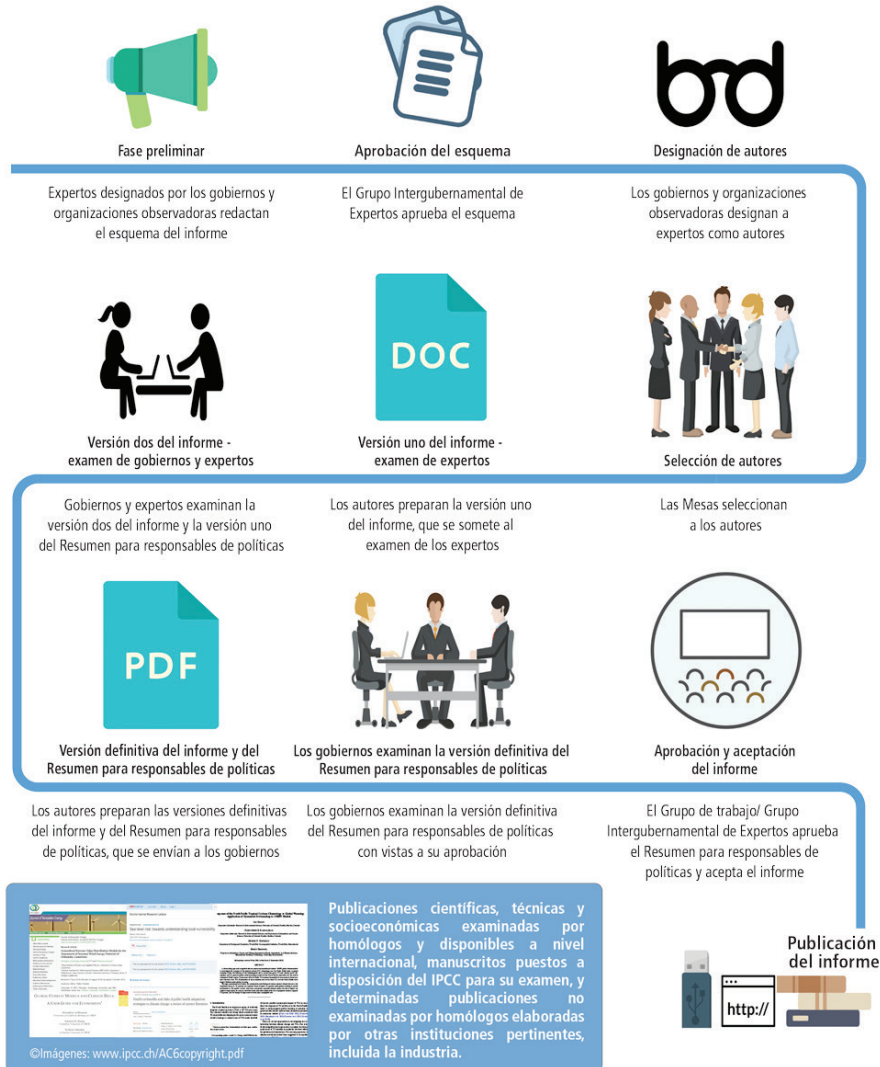 Fase preliminar
Expertos designados por los gobiernos y
organizaciones observadoras redactan
el esquema del informe
Aprobación del esquema
El Grupo Intergubernamental de
Expertos aprueba el esquema
Designación de autores
Los gobiernos y organizaciones
observadoras designan a
expertos como autores
Versión dos del informe -
examen de gobiernos y expertos
Gobiernos y expertos examinan la
versión dos del informe y la versión uno
del Resumen para responsables de políticas
DOC
Versión uno del informe -
examen de expertos
Los autores preparan la versión uno
del informe, que se somete al
examen de los expertos
Selección de autores
Las Mesas seleccionan
a los autores
PDF
Versión definitiva del informe y del
Resumen para responsables de políticas
Los autores preparan las versiones definitivas
del informe y del Resumen para responsables
de políticas, que se envían a los gobiernos
Los gobiernos examinan la versión definitiva del
Resumen para responsables de políticas
Los gobiernos examinan la versión definitiva
del Resumen para responsables de políticas
con vistas a su aprobación
Aprobación y aceptación
del informe
El Grupo de trabajo/ Grupo
Intergubernamental de Expertos aprueba
el Resumen para responsables de
políticas y acepta el informe
©Imágenes: www.ipcc.ch/AC6copyright.pdf
Publicaciones científicas, técnicas y
socioeconómicas examinadas por
homólogos y disponibles a nivel
internacional, manuscritos puestos a
disposición del IPCC para su examen, y
determinadas publicaciones no
examinadas por homólogos elaboradas
por otras instituciones pertinentes,
incluida la industria.
Publicación
del informe
http://